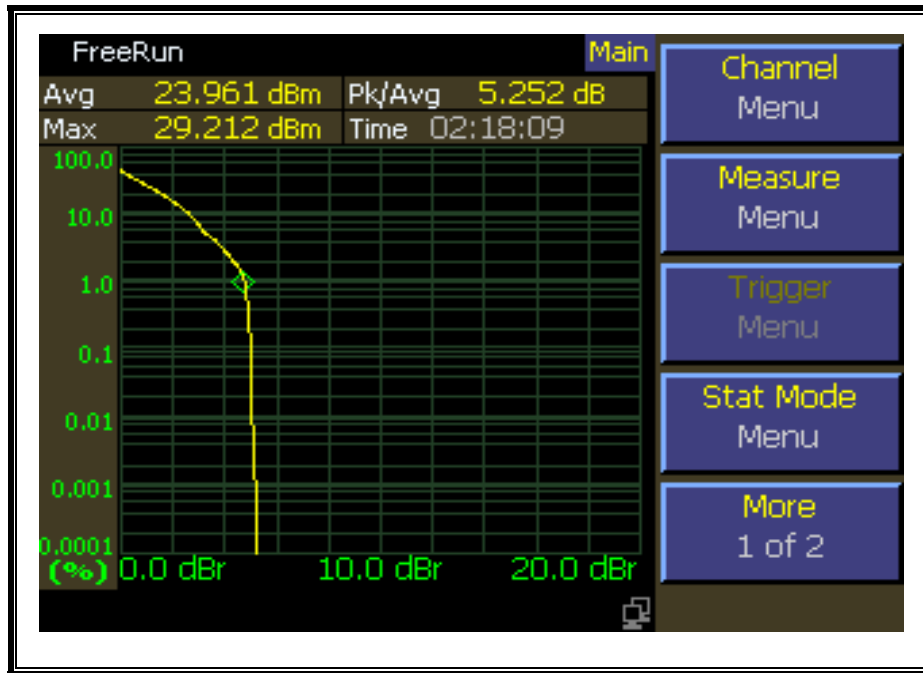 FreeRun Main
Avg 23.961 dBm Pk/Avg 5.252 dB
Max 29.212 dBm Time 02:18:09
100.0
10.0
1.0
0.1
0.01
0.001
0.0001
(%) 0.0 dBr 10.0 dBr 20.0 dBr
Channel
Menu
Measure
Menu
Trigger
Menu
Stat Mode
Menu
More
1 of 2